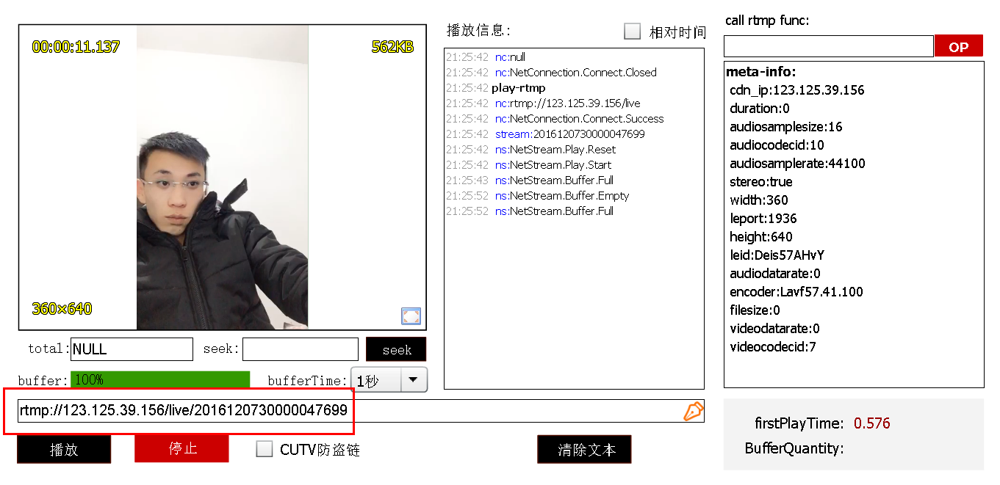 00:00:11.137
562KB
360×640
total:NULL
seek:
seek
buffer:100%
bufferTime:1秒
rtmp://123.125.39.156/live/2016120730000047699
播放
停止
CUTV防盗链
清除文本
播放信息:
相对时间
21:25:42 nc:null
21:25:42 nc:NetConnection.Connect.Closed
21:25:42 play-rtmp
21:25:42 nc:rtmp://123.125.39.156/live
21:25:42 nc:NetConnection.Connect.Success
21:25:42 stream:2016120730000047699
21:25:42 ns:NetStream.Play.Reset
21:25:42 ns:NetStream.Play.Start
21:25:43 ns:NetStream.Buffer.Full
21:25:52 ns:NetStream.Buffer.Empty
21:25:52 ns:NetStream.Buffer.Full
call rtmp func:
OP
meta-info:
cdn_ip:123.125.39.156
duration:0
audiosamplesize:16
audiocodecid:10
audiosamplerate:44100
stereo:true
width:360
leport:1936
height:640
leid:Deis57AHvY
audiodatarate:0
encoder:Lavf57.41.100
filesize:0
videodatarate:0
videocodecid:7
firstPlayTime: 0.576
BufferQuantity: